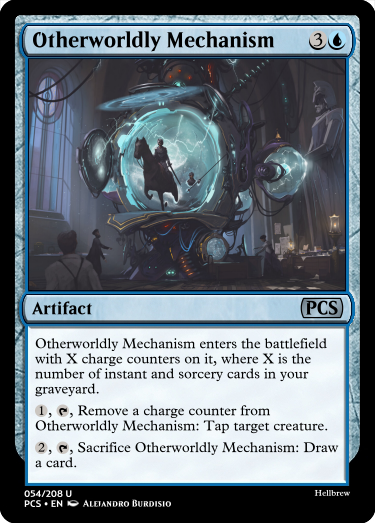 Otherworldly Mechanism 3
Artifact PCS
Otherworldly Mechanism enters the battlefield
with X charge counters on it, where X is the
number of instant and sorcery cards in your
graveyard.
1, , Remove a charge counter from
Otherworldly Mechanism: Tap target creature.
2, , Sacrifice Otherworldly Mechanism: Draw
a card.
054/208 U Hellbrew
PCS • EN Alejandro Burdisio